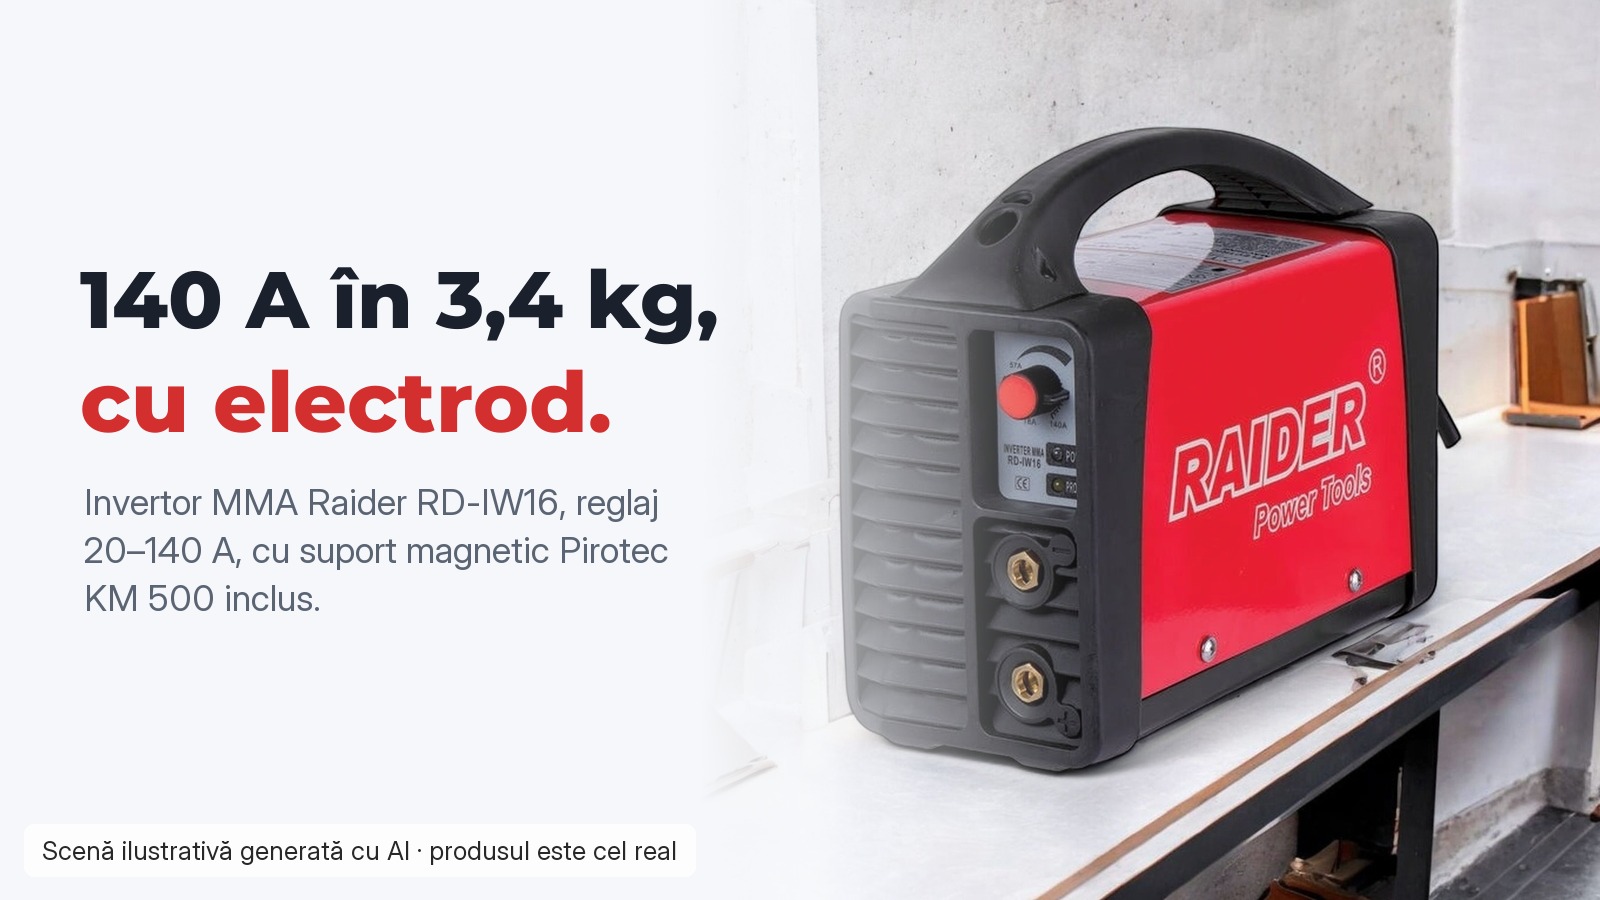 140 A în 3,4 kg,
cu electrod.
Invertor MMA Raider RD-IW16, reglaj
20–140 A, cu suport magnetic Pirotec
KM 500 inclus.
Scenă ilustrativă generată cu AI · produsul este cel real
57A
140A
INVERTER MMA
RD-IW16
CE
RAIDER ®
Power Tools